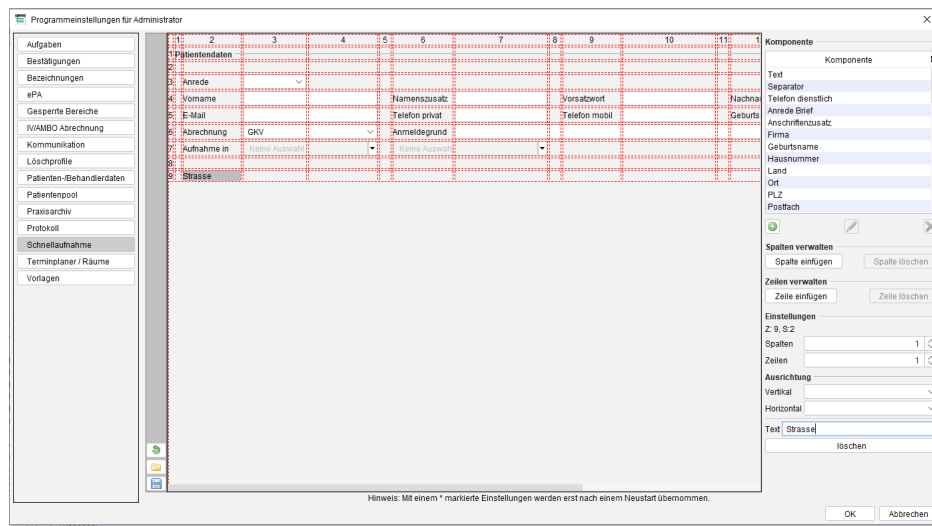 Programmeinstellungen für Administrator
Aufgaben
Bestätigungen
Bezeichnungen
ePA
Gesperrte Bereiche
IV/AMBO Abrechnung
Kommunikation
Löschprofile
Patienten-/Behandlerdaten
Patientenpool
Praxisarchiv
Protokoll
Schnellaufnahme
Terminplaner / Räume
Vorlagen
1 2 3 4 5 6 7 8 9 10 11 1
1 Patientendaten
2
3 Anrede
4 Vorname Namenszusatz Vorsatzwort Nachna
5 E-Mail Telefon privat Telefon mobil Geburts
6 Abrechnung GKV Anmeldegrund
7 Aufnahme in Keine Auswahl Keine Auswahl
8
9 Strasse
Komponente
Komponente
Text
Separator
Telefon dienstlich
Anrede Brief
Anschriftenzusatz
Firma
Geburtsname
Hausnummer
Land
Ort
PLZ
Postfach
Spalten verwalten
Spalte einfügen Spalte löschen
Zeilen verwalten
Zeile einfügen Zeile löschen
Einstellungen
Z: 9, S:2
Spalten 1
Zeilen 1
Ausrichtung
Vertikal
Horizontal
Text Strasse
löschen
Hinweis: Mit einem * markierte Einstellungen werden erst nach einem Neustart übernommen.
OK Abbrechen